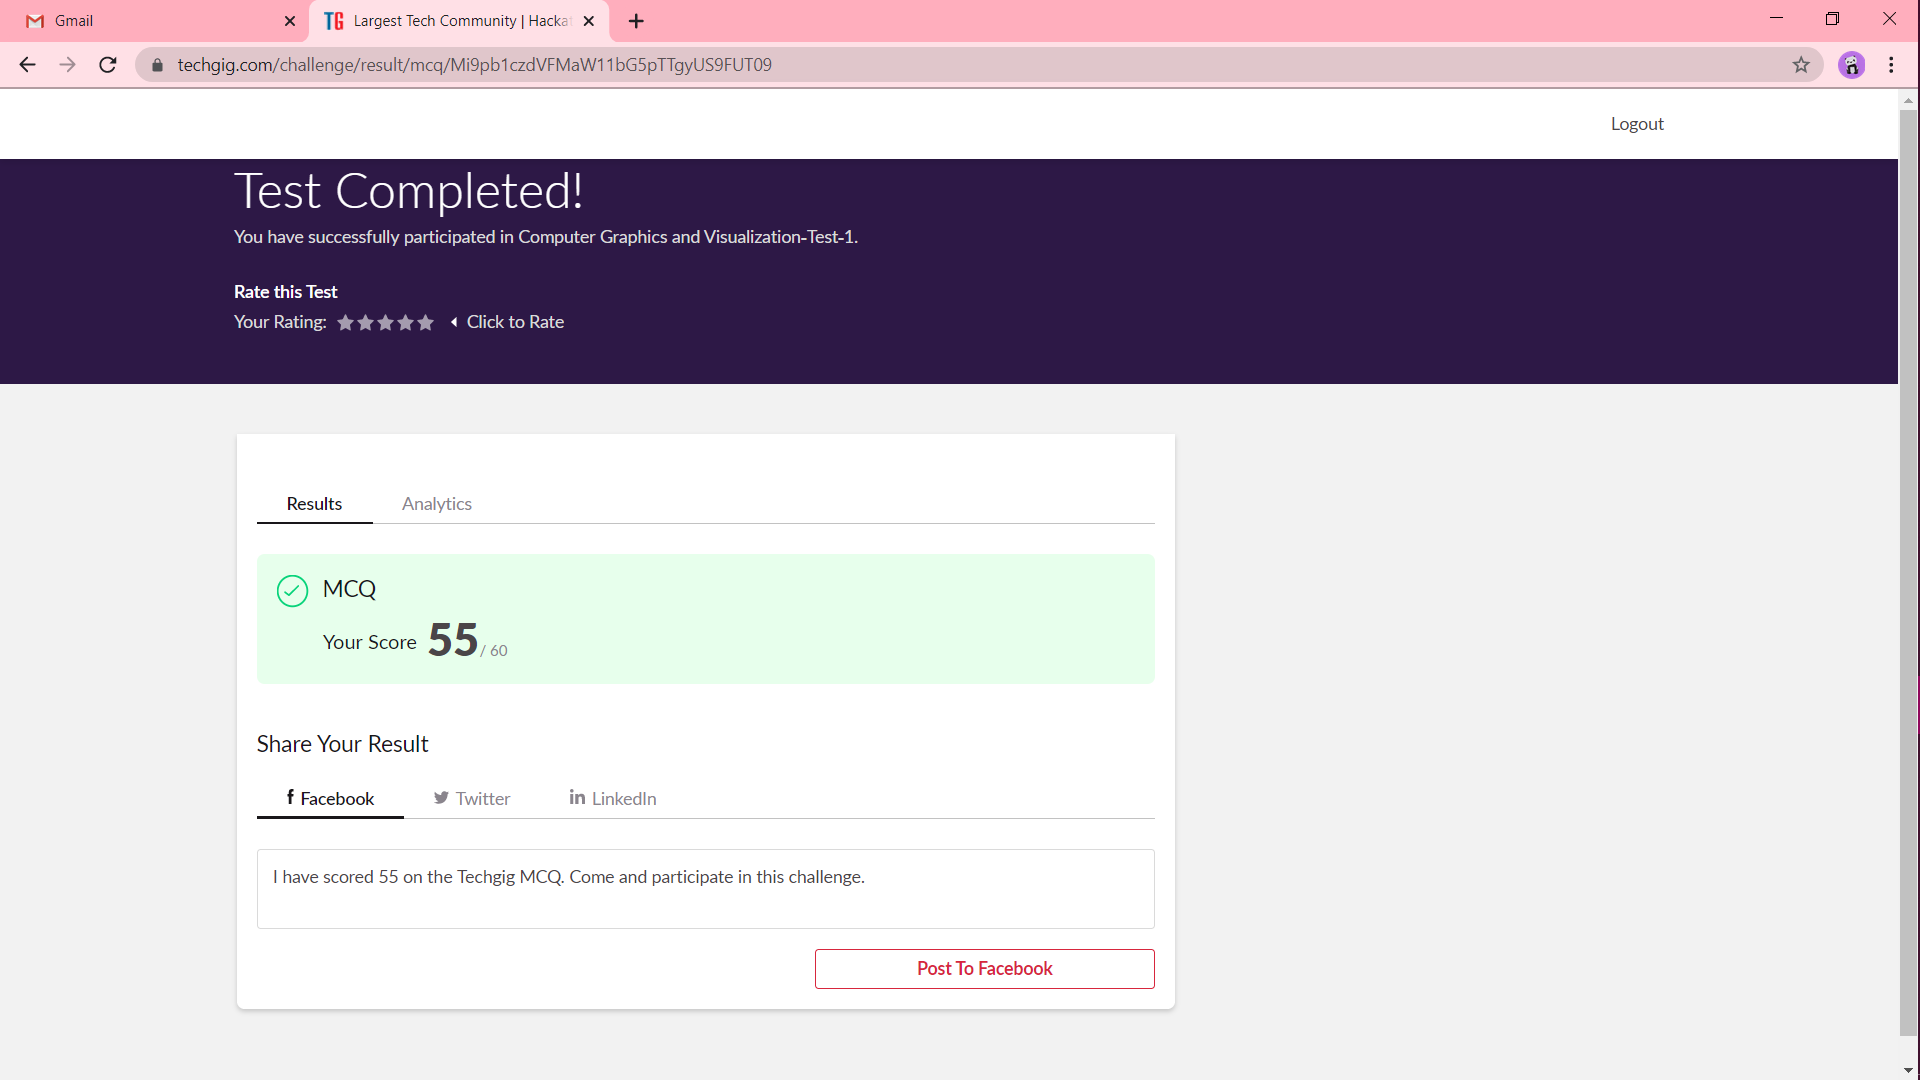 Gmail
TG Largest Tech Community | Hacka
techgig.com/challenge/result/mcq/Mi9pb1czdVFMaW11bG5pTTgyUS9FUT09
Logout
Test Completed!
You have successfully participated in Computer Graphics and Visualization-Test-1.
Rate this Test
Your Rating: Click to Rate
Results Analytics
MCQ
Your Score 55 / 60
Share Your Result
Facebook Twitter LinkedIn
I have scored 55 on the Techgig MCQ. Come and participate in this challenge.
Post To Facebook